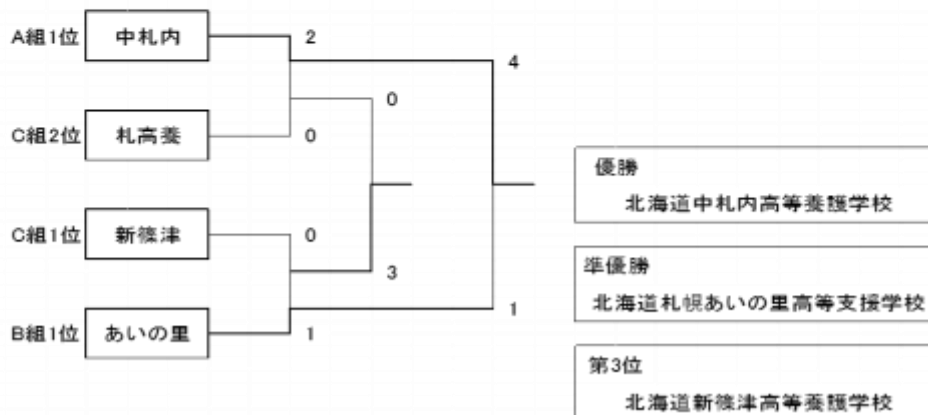 A組1位 中札内 2
4
0
C組2位 札高養 0
優勝
北海道中札内高等養護学校
C組1位 新篠津 0
準優勝
3
北海道札幌あいの里高等支援学校
1
B組1位 あいの里 1
第3位
北海道新篠津高等養護学校